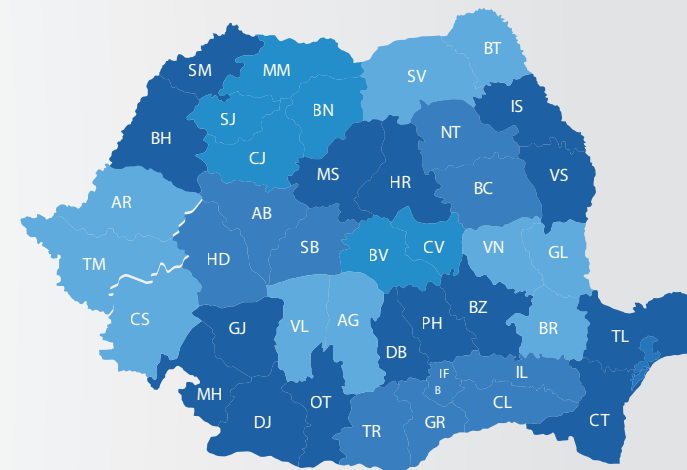 BT
SM
MM
SV
IS
SJ
BN
NT
BH
CJ
MS
HR
BC
VS
AR
AB
TM
HD
SB
BV
CV
VN
GL
CS
GJ
VL
AG
PH
BZ
BR
TL
DB
IF
B
IL
MH
OT
CL
DJ
TR
GR
CT